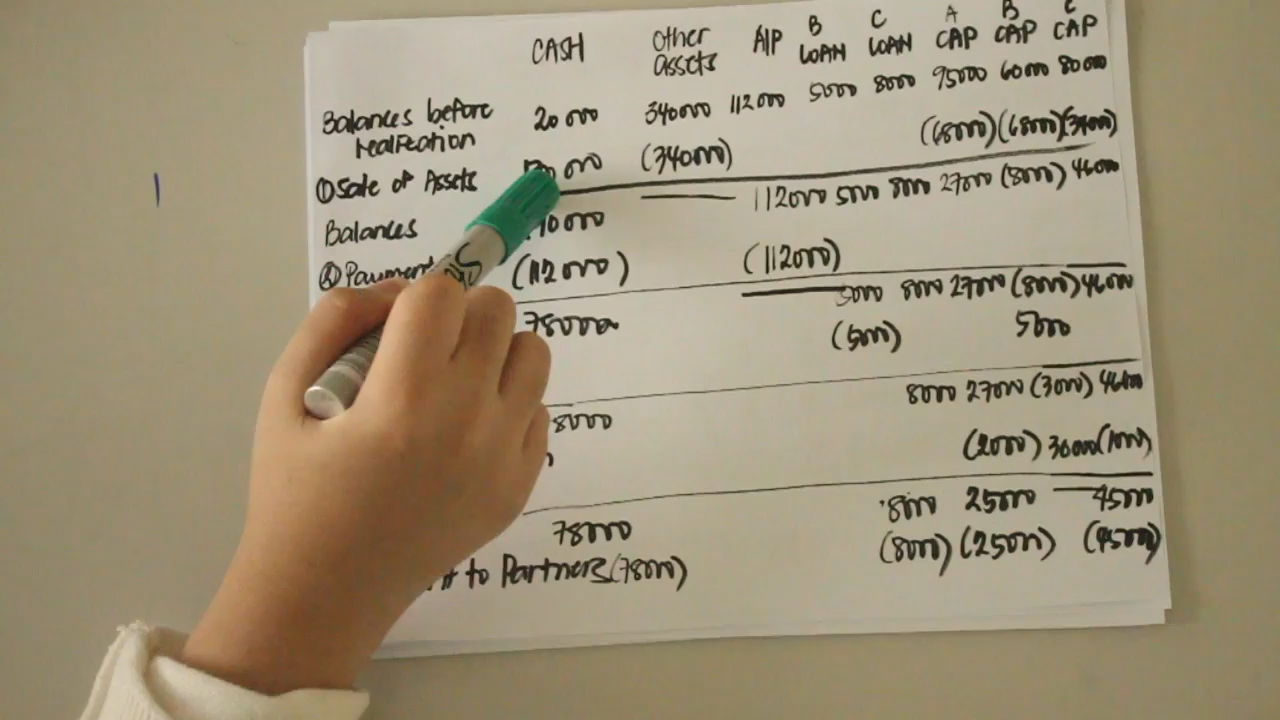 CASH Other assets A/P B LOAN C LOAN A CAP B CAP C CAP
Balances before realization 20000 340000 112000 5000 8000 95000 60000 80000
① Sale of Assets (340000) (68000) (68000) (34000)
Balances 112000 5000 8000 27000 (8000) 46000
② Payment (112000) (112000)
78000 5000 8000 27000 (8000) 46000
(5000) 5000
8000 8000 27000 (3000) 46000
(2000) 3000 (1000)
78000 8000 25000 45000
to Partners (78000) (8000) (25000) (45000)